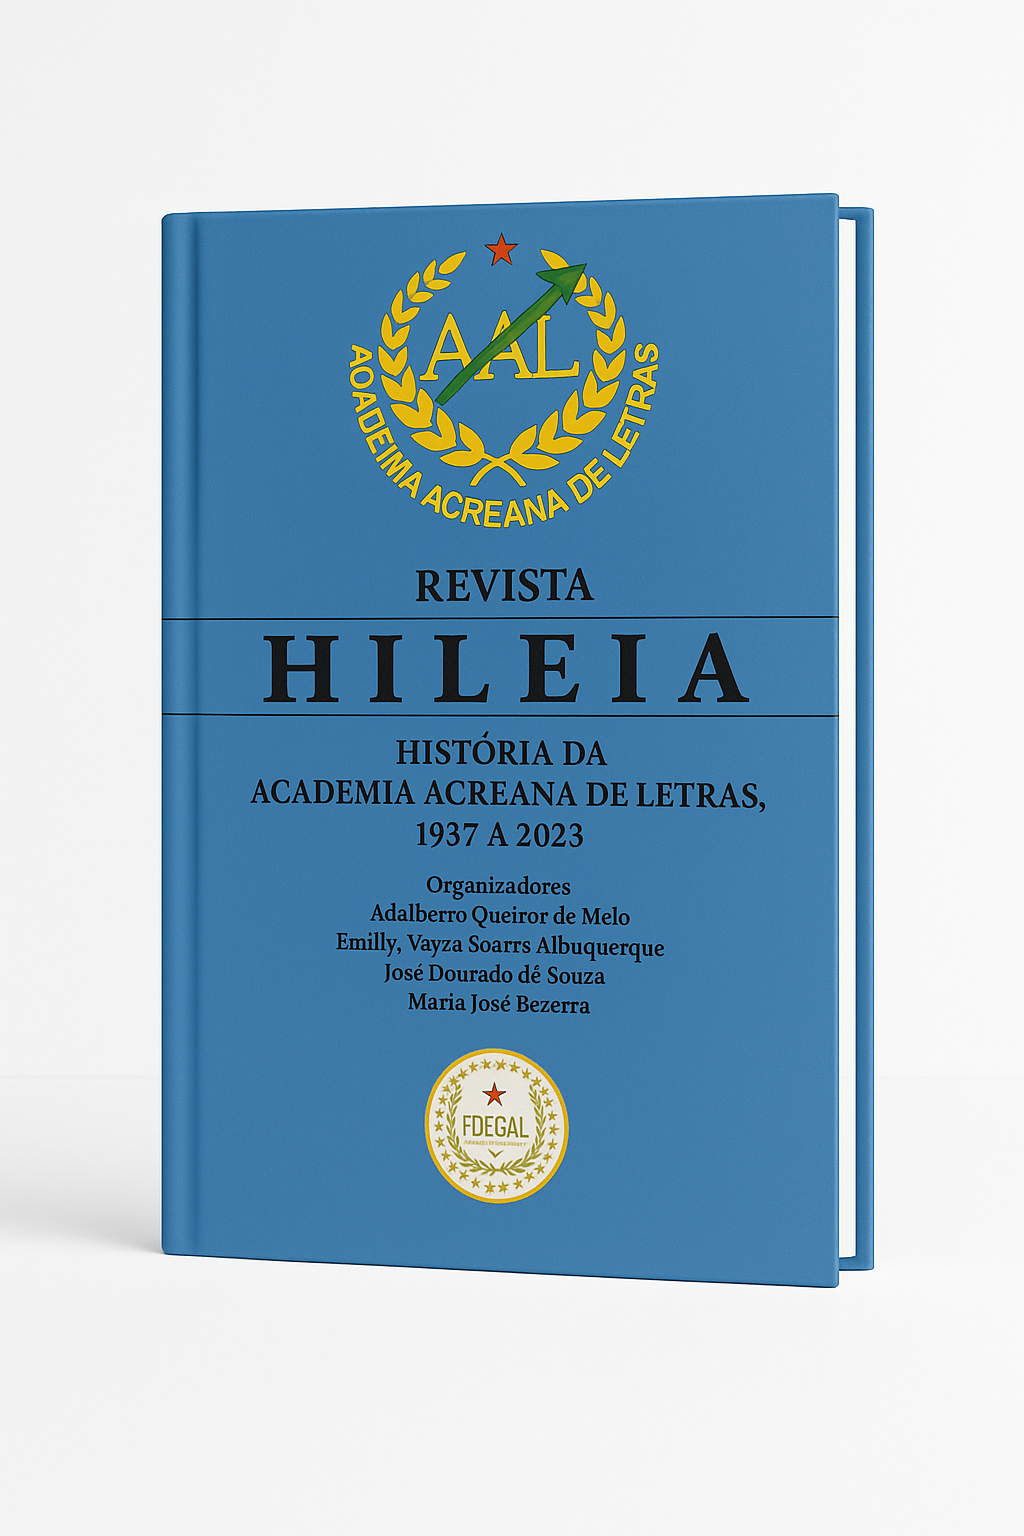 AAL
AOADEIMA ACREANA DE LETRAS
REVISTA
HILEIA
HISTÓRIA DA
ACADEMIA ACREANA DE LETRAS,
1937 A 2023
Organizadores
Adalberro Queiror de Melo
Emilly, Vayza Soarrs Albuquerque
José Dourado dé Souza
Maria José Bezerra
FDEGAL